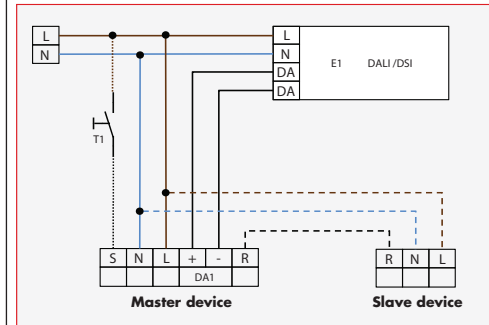 L
L
N
N
E1 DALI /DSI
DA
DA
T1
S N L + - R
R N L
DA1
Master device
Slave device